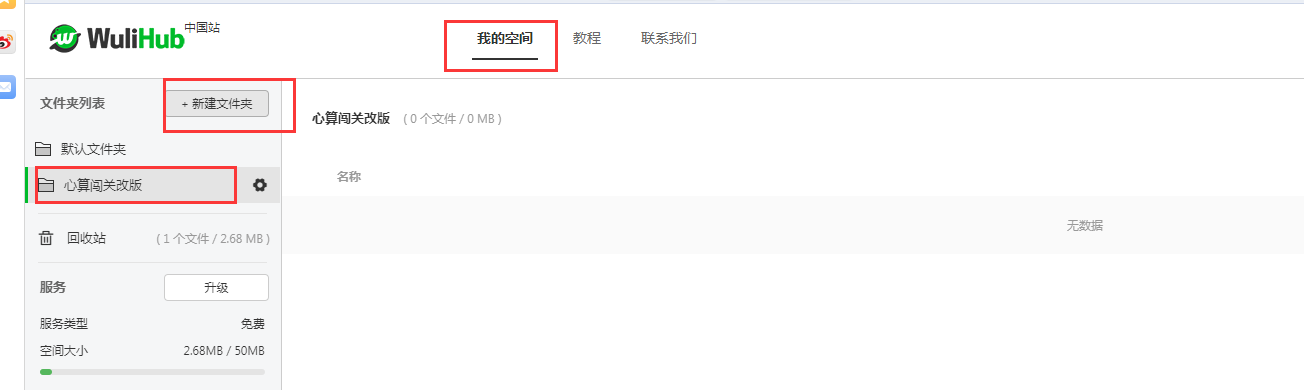 WuliHub 中国站
我的空间 教程 联系我们
文件夹列表 + 新建文件夹
默认文件夹
心算闯关改版
回收站 ( 1 个文件 / 2.68 MB )
服务 升级
服务类型 免费
空间大小 2.68MB / 50MB
心算闯关改版 ( 0 个文件 / 0 MB )
名称
无数据